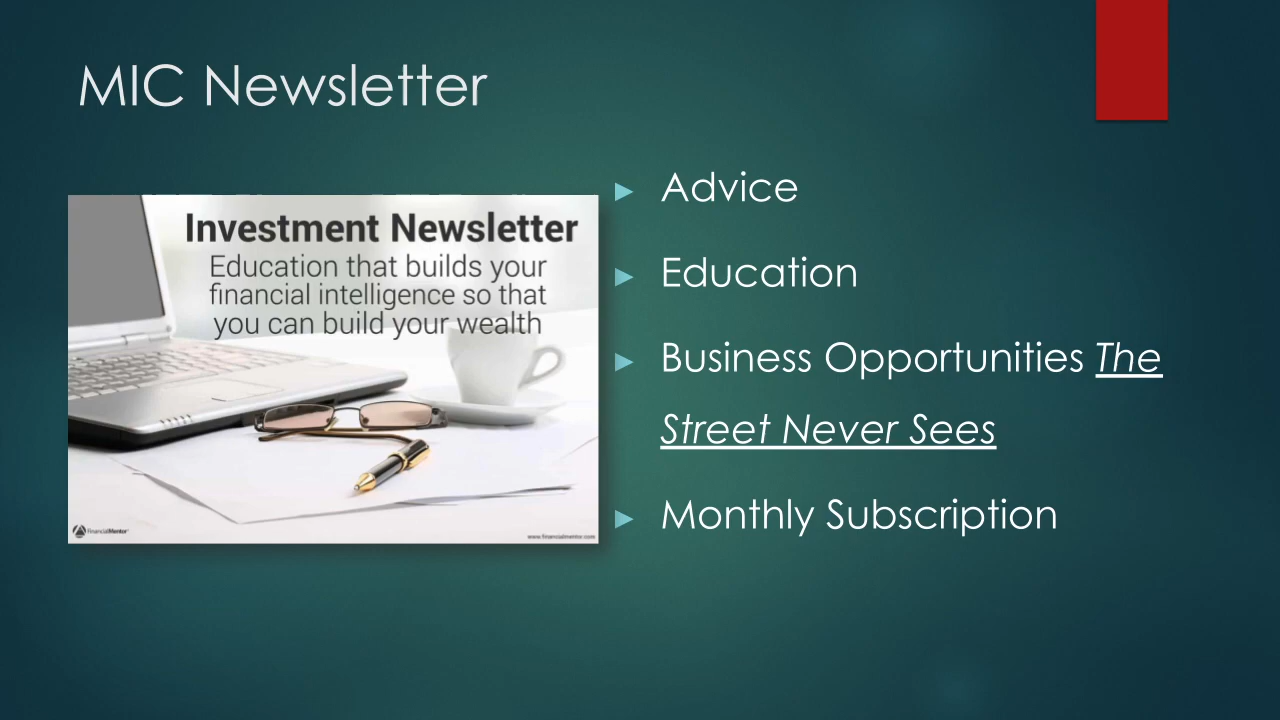 MIC Newsletter
Investment Newsletter
Education that builds your
financial intelligence so that
you can build your wealth
FinancialMentor
www.financialmentor.com
Advice
Education
Business Opportunities The
Street Never Sees
Monthly Subscription